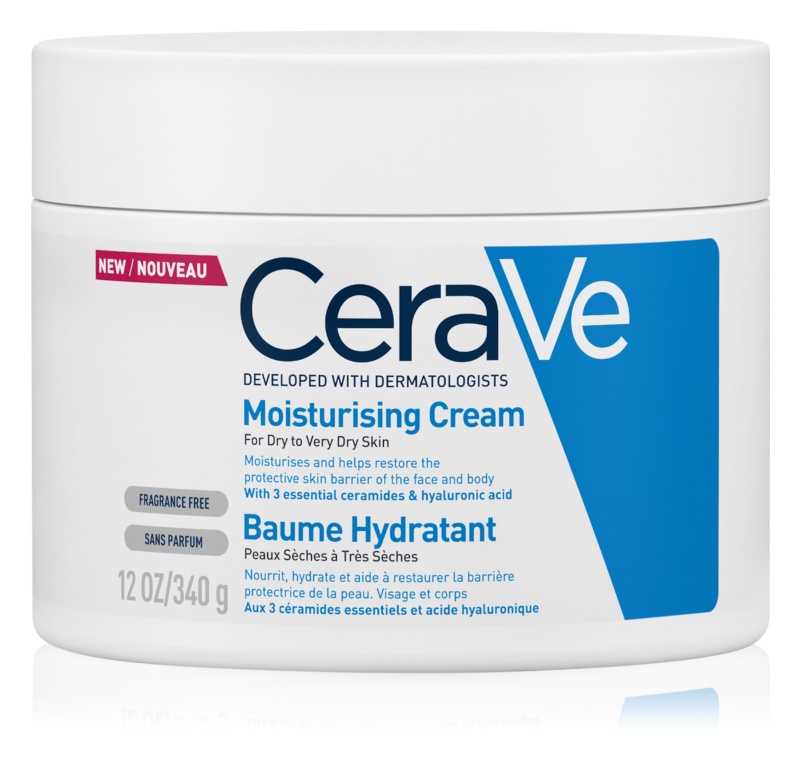 NEW / NOUVEAU
CeraVe
DEVELOPED WITH DERMATOLOGISTS
Moisturising Cream
For Dry to Very Dry Skin
Moisturises and helps restore the
protective skin barrier of the face and body
With 3 essential ceramides & hyaluronic acid
FRAGRANCE FREE
SANS PARFUM
12 OZ/340 g
Baume Hydratant
Peaux Sèches à Très Sèches
Nourrit, hydrate et aide à restaurer la barrière
protectrice de la peau. Visage et corps
Aux 3 céramides essentiels et acide hyaluronique